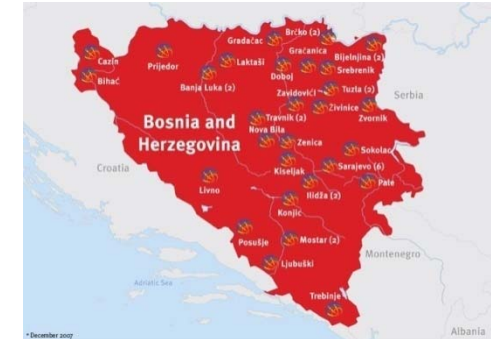 Gradačac
Brčko (2)
Gračanica
Bijeljnina (2)
Cazin
Prijedor
Laktaši
Doboj
Srebrenik
Bihać
Banja Luka (2)
Zavidovići
Tuzla (2)
Živinice
Zvornik
Serbia
Travnik (2)
Nova Bila
Bosnia and
Herzegovina
Zenica
Sokolac
Kiseljak
Sarajevo (6)
Pale
Croatia
Livno
Ilidža (2)
Konjic
Posušje
Mostar (2)
Ljubuški
Montenegro
Adriatic Sea
Trebinje
Albania
* December 2007